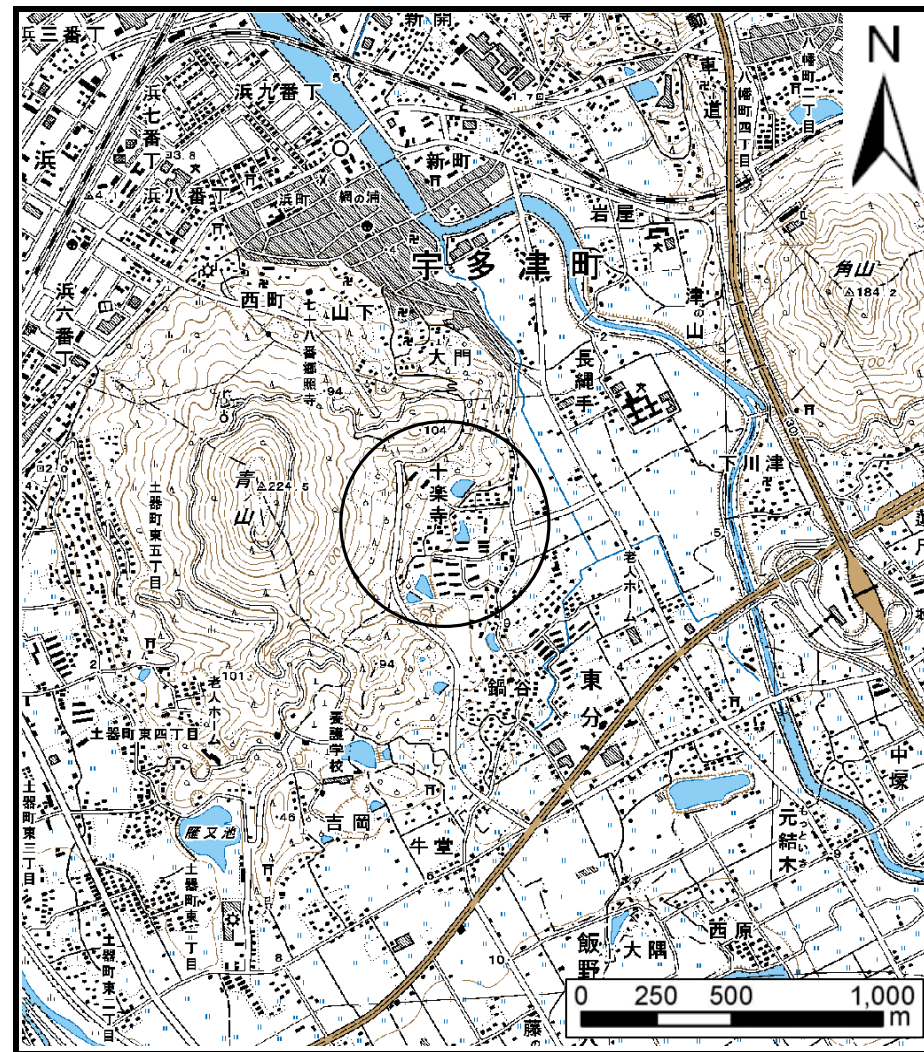 浜三番丁
新開
N
浜九番丁
浜七番丁
浜
3.8
浜八番丁
浜町
網の浦
新町
岩屋
道
八幡町四丁目
八幡町二丁目
宇多津町
角山
184.2
津の山
浜六番丁
西町
山下
七十八番郷照寺
大門
長縄手
94
104
十楽寺
青山
224.5
下川津
土器町東五丁目
老人ホーム
鍋谷
東分
94
101
老人ホーム
養護学校
土器町東四丁目
土器町東三丁目
雁又池
46
吉岡
牛堂
中塚
元結木
もっといぎ
土器町東二丁目
土器町東二丁目
飯野
大隅
西原
藤
0 250 500 1,000
m